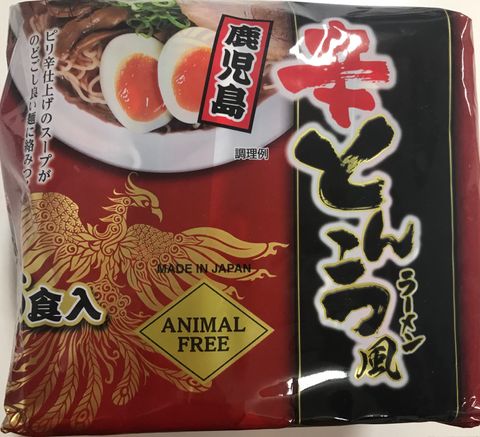 鹿児島
調理例
辛とんこつ
ラーメン
風
ピリ辛仕上げのスープが
のどごし良い麺に絡みつ
食入
MADE IN JAPAN
ANIMAL
FREE